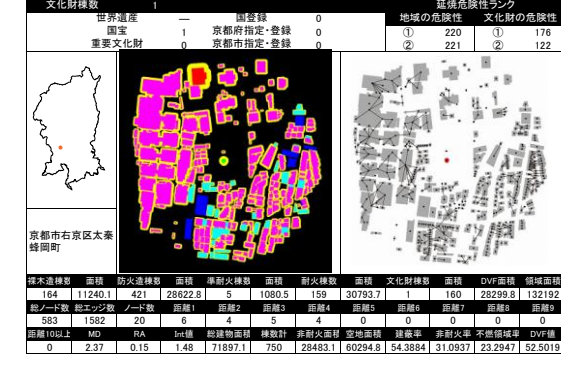 文化財棟数 1 延焼危険性ランク
世界遺産 — 国登録 0 地域の危険性 文化財の危険性
国宝 1 京都府指定・登録 0 ① 220 ① 176
重要文化財 0 京都市指定・登録 0 ② 221 ② 122
京都市右京区太秦
蜂岡町
裸木造棟数 面積 防火造棟数 面積 準耐火棟数 面積 耐火棟数 面積 文化財棟数 面積 DVF面積 領域面積
164 11240.1 421 28622.8 5 1080.5 159 30793.7 1 160 28299.8 132192
総ノード数 総エッジ数 ノード数 距離1 距離2 距離3 距離4 距離5 距離6 距離7 距離8 距離9
583 1582 20 6 4 5 4 0 0 0 0 0
距離10以上 MD RA Int値 総建物面積 棟数計 非耐火面積 空地面積 建蔽率 非耐火率 不燃領域率 DVF値
0 2.37 0.15 1.48 71897.1 750 28483.1 60294.8 54.3884 31.0937 23.2947 52.5019